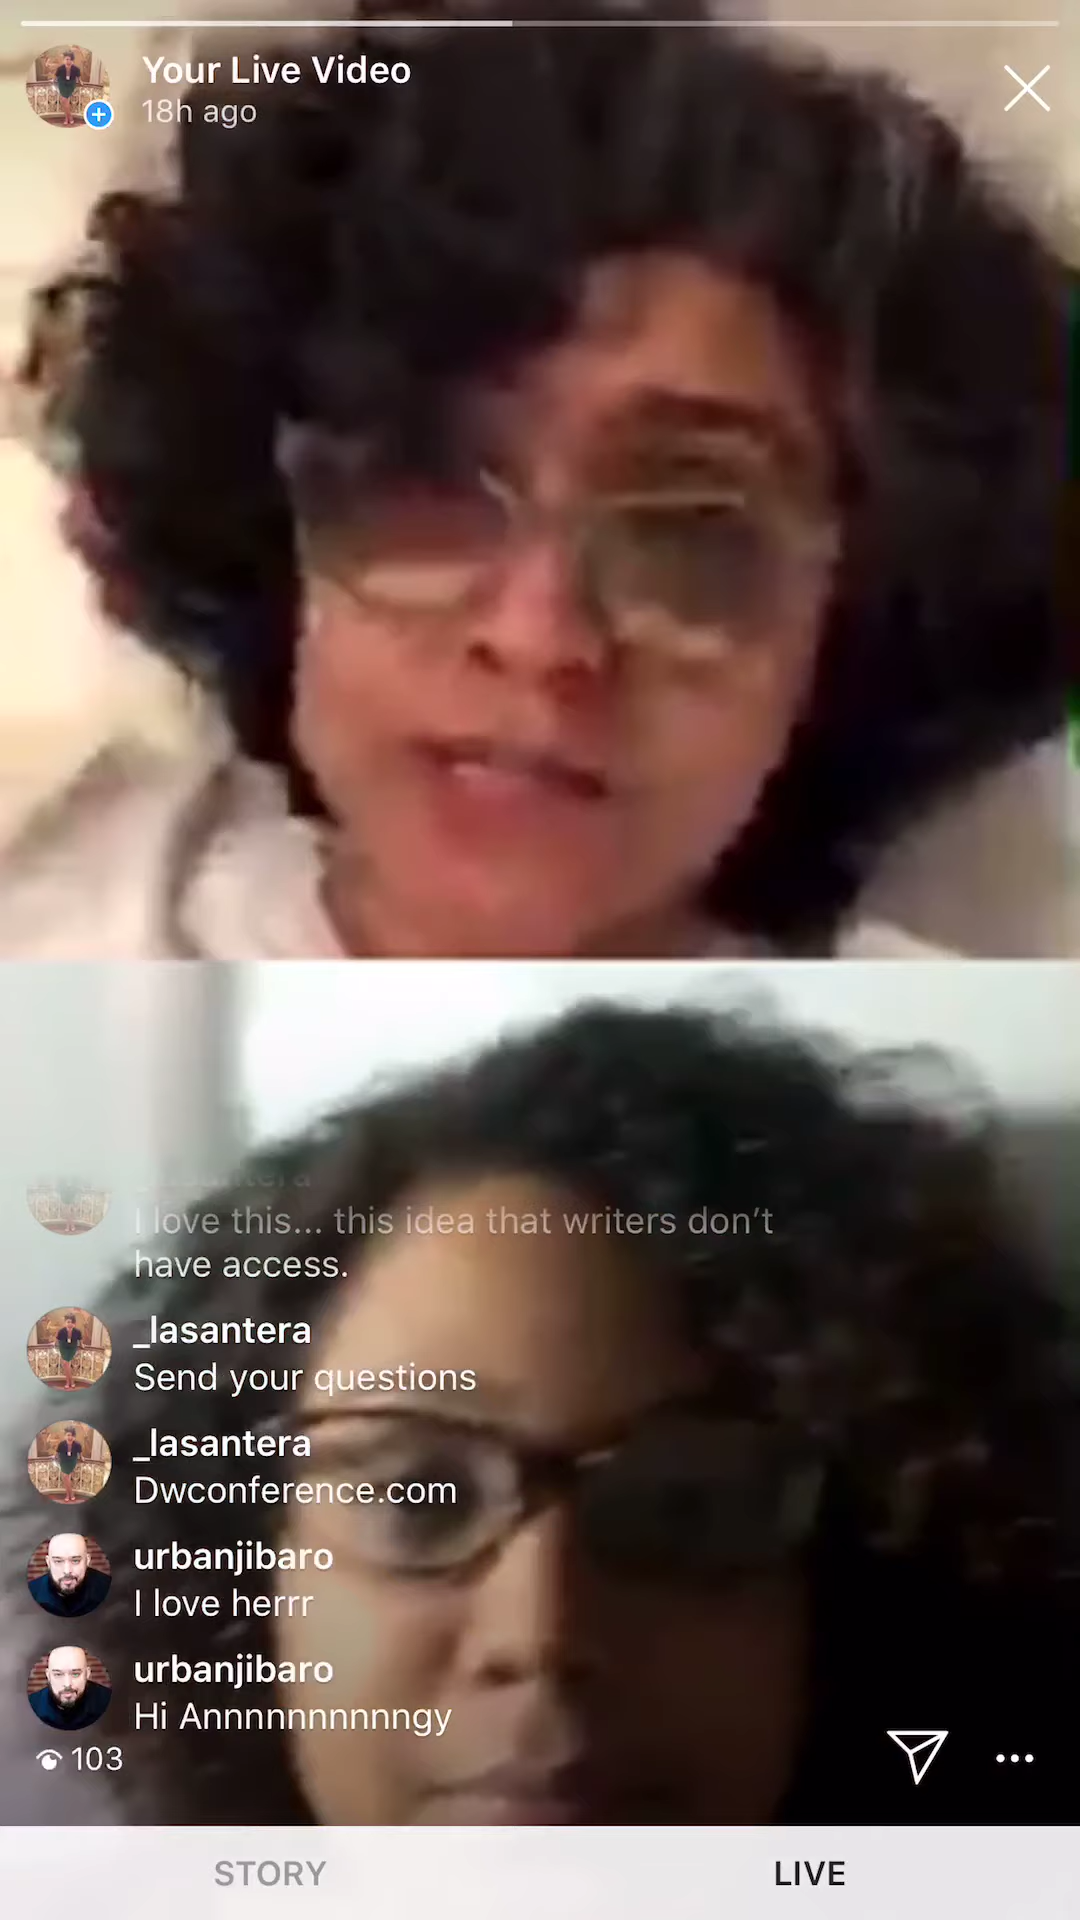 Your Live Video
18h ago
I love this... this idea that writers don't
have access.
_lasantera
Send your questions
_lasantera
Dwconference.com
urbanjibaro
I love herrr
urbanjibaro
Hi Annnnnnnnnngy
103
STORY
LIVE